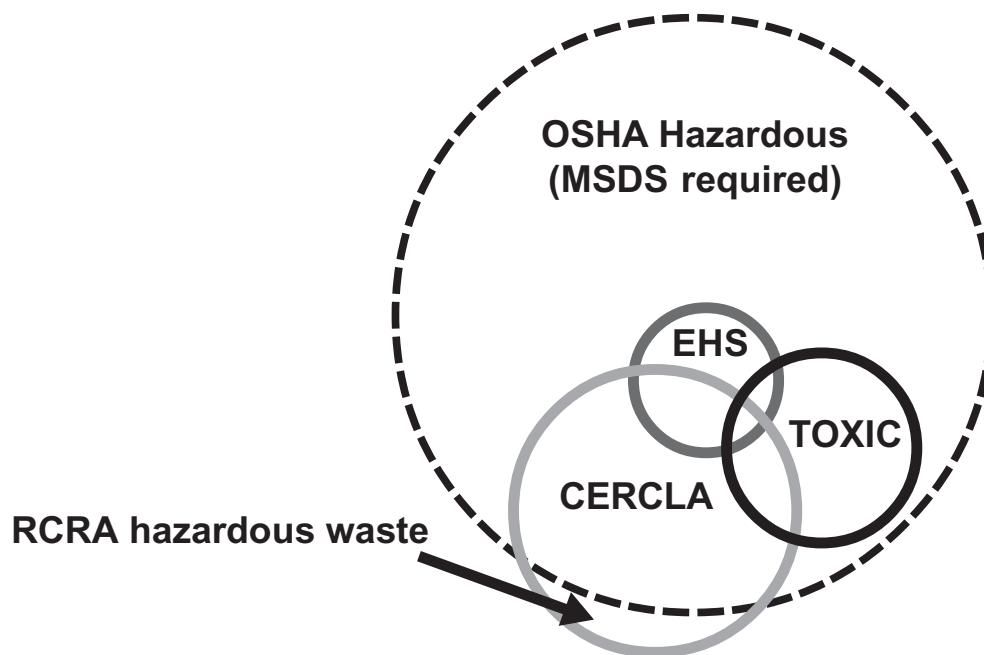 OSHA Hazardous
(MSDS required)
EHS
TOXIC
CERCLA
RCRA hazardous waste